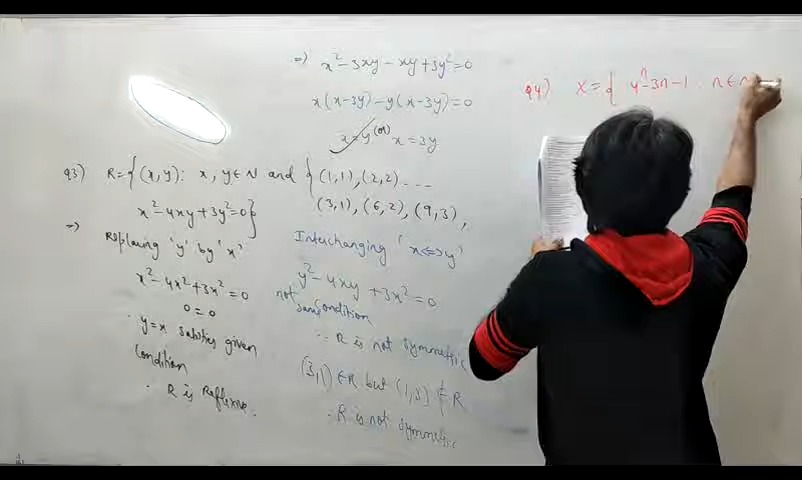 => x² - 3xy - xy + 3y² = 0
x(x-3y) - y(x-3y) = 0
x = y (or) x = 3y
Q3) R = { (x, y) : x, y ∈ N and
x² - 4xy + 3y² = 0 }
{ (1,1), (2,2) ...
(3,1), (6,2), (9,3),
=>
Replacing 'y' by 'x'
x² - 4x² + 3x² = 0
0 = 0
∴ y = x satisfies given
Condition
∴ R is Reflexive.
Interchanging 'x<=>y'
y² - 4xy + 3x² = 0
not same Condition
∴ R is not symmetric
(3,1) ∈ R but (1,3) ∉ R
∴ R is not symmetric
Q4) X = { 4ⁿ - 3n - 1 : n ∈ N